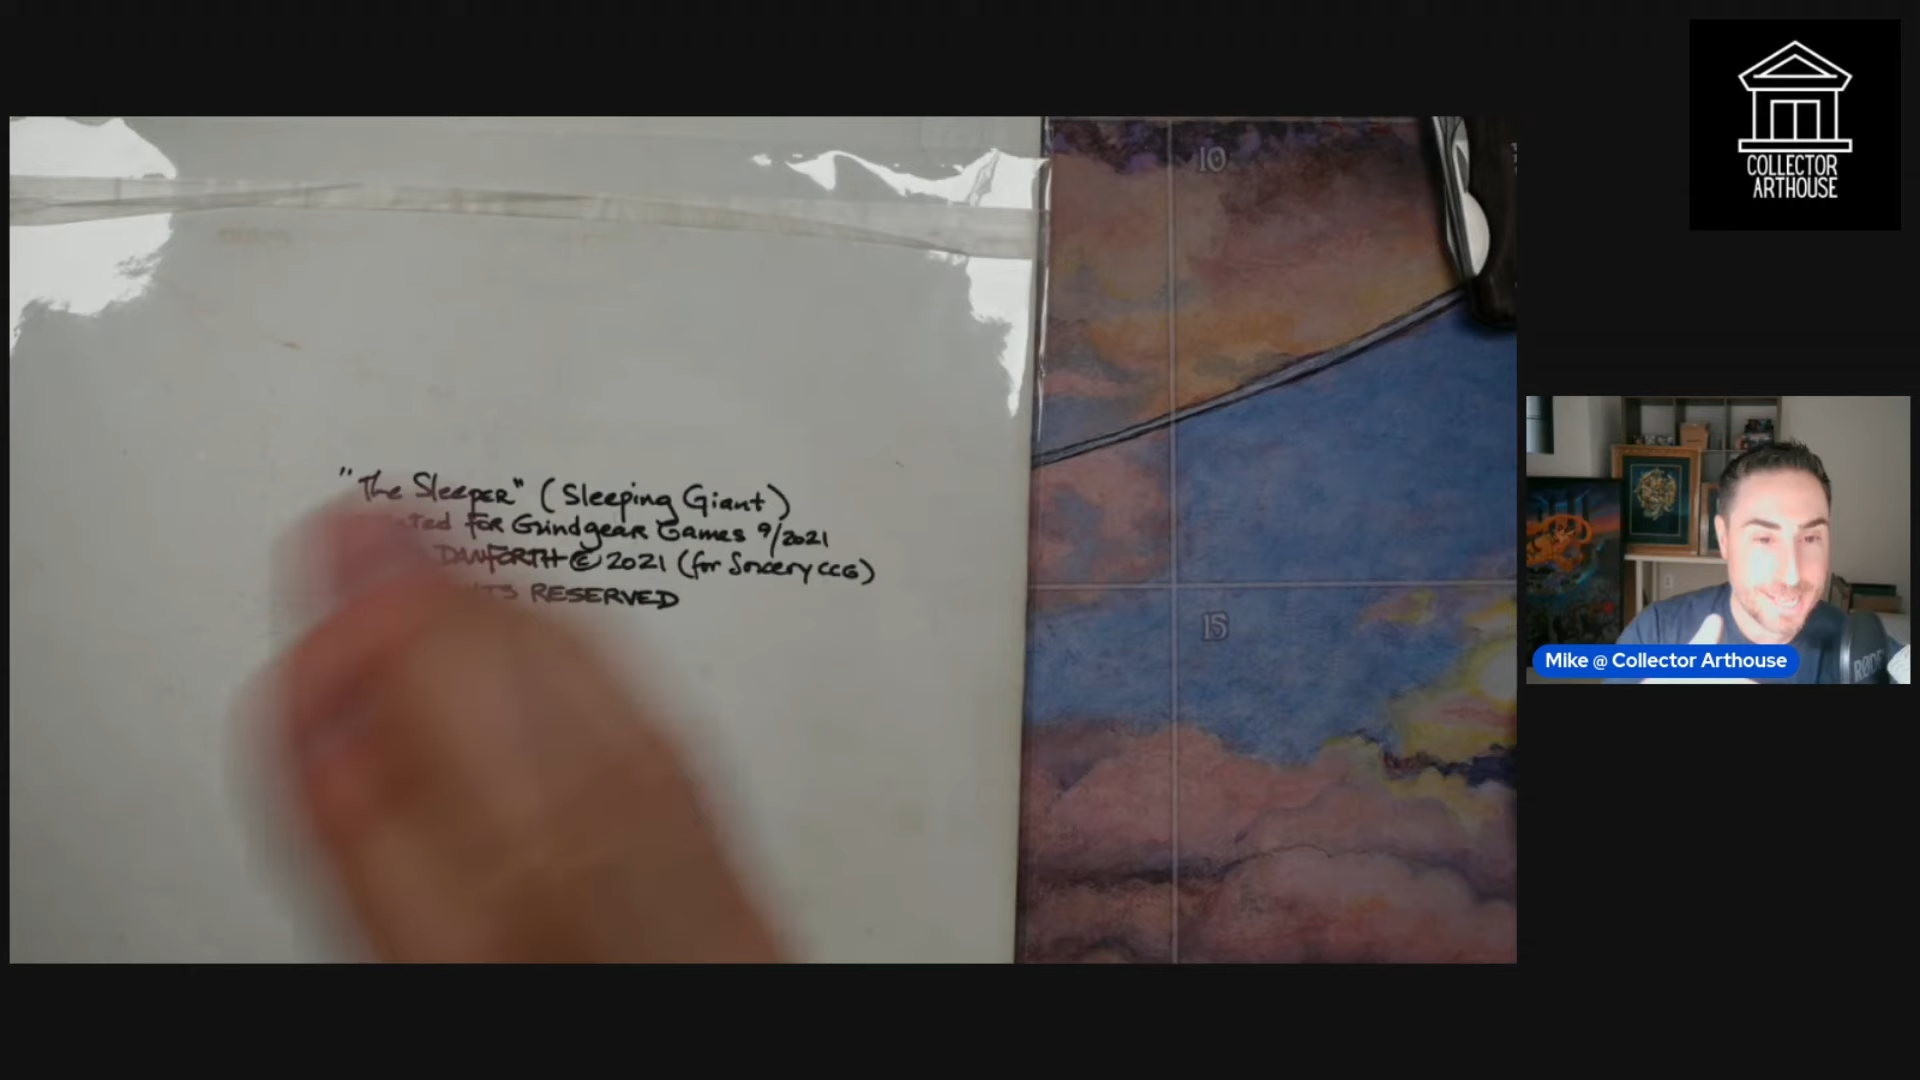 COLLECTOR
ARTHOUSE
10
"The Sleeper" (Sleeping Giant)
FOR Grindgear Games 9/2021
DANFORTH © 2021 (for Sorcery CCG)
RESERVED
15
Mike @ Collector Arthouse
RØDE